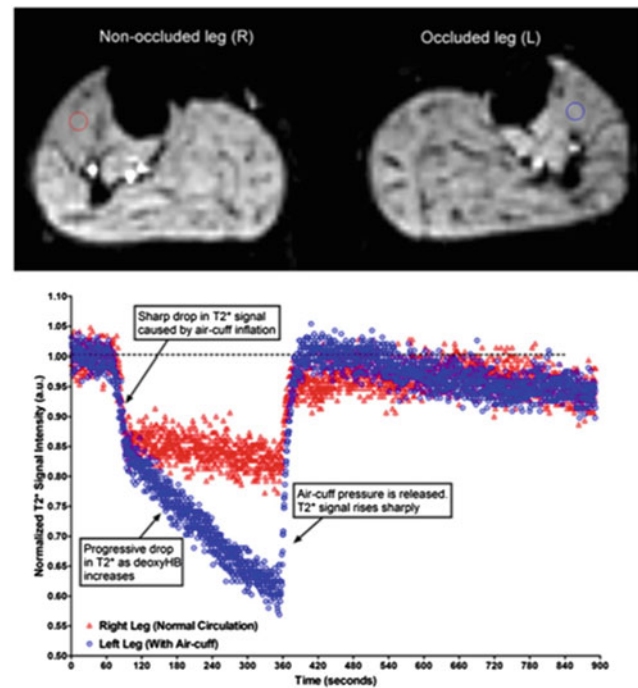 Non-occluded leg (R)
Occluded leg (L)
Normalized T2* Signal Intensity (a.u.)
1.10
1.05
1.00
0.95
0.90
0.85
0.80
0.75
0.70
0.65
0.60
0.55
0.50
Sharp drop in T2* signal
caused by air-cuff inflation
Air-cuff pressure is released.
T2* signal rises sharply
Progressive drop
in T2* as deoxyHB
increases
Right Leg (Normal Circulation)
Left Leg (With Air-cuff)
0 60 120 180 240 300 360 420 480 540 600 660 720 780 840 900
Time (seconds)